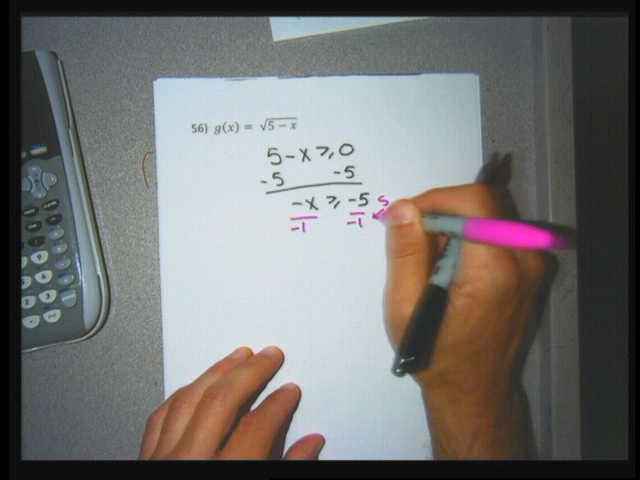 56) g(x) = √5 − x
5 - x ≥ 0
-5 -5
-x ≥ -5
-1 -1